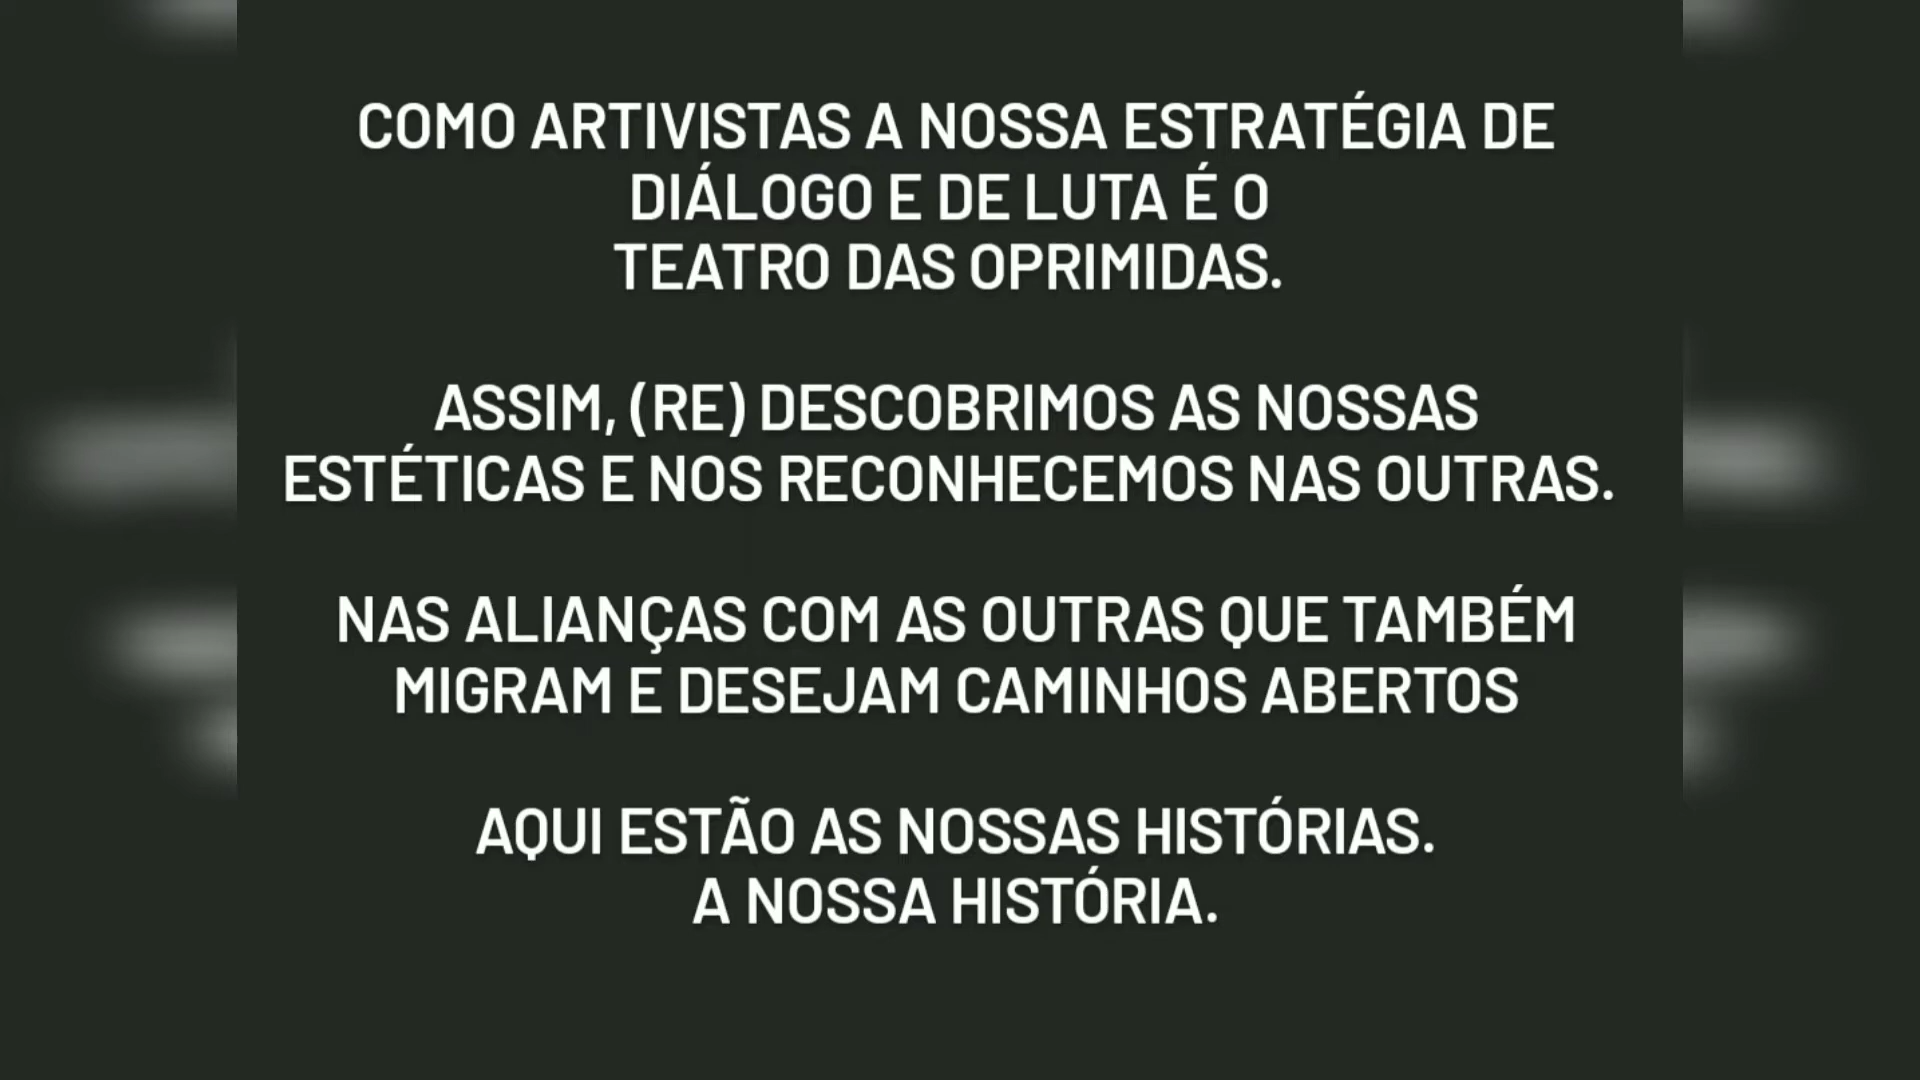 COMO ARTIVISTAS A NOSSA ESTRATÉGIA DE
DIÁLOGO E DE LUTA É O
TEATRO DAS OPRIMIDAS.
ASSIM, (RE) DESCOBRIMOS AS NOSSAS
ESTÉTICAS E NOS RECONHECEMOS NAS OUTRAS.
NAS ALIANÇAS COM AS OUTRAS QUE TAMBÉM
MIGRAM E DESEJAM CAMINHOS ABERTOS
AQUI ESTÃO AS NOSSAS HISTÓRIAS.
A NOSSA HISTÓRIA.